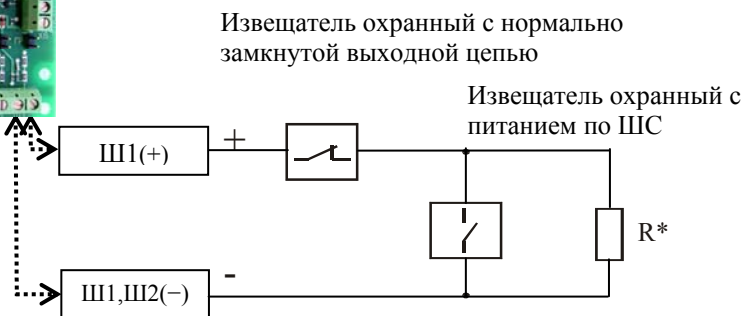 Извещатель охранный с нормально
замкнутой выходной цепью
Извещатель охранный с
питанием по ШС
Ш1(+)
+
R*
-
Ш1,Ш2(−)